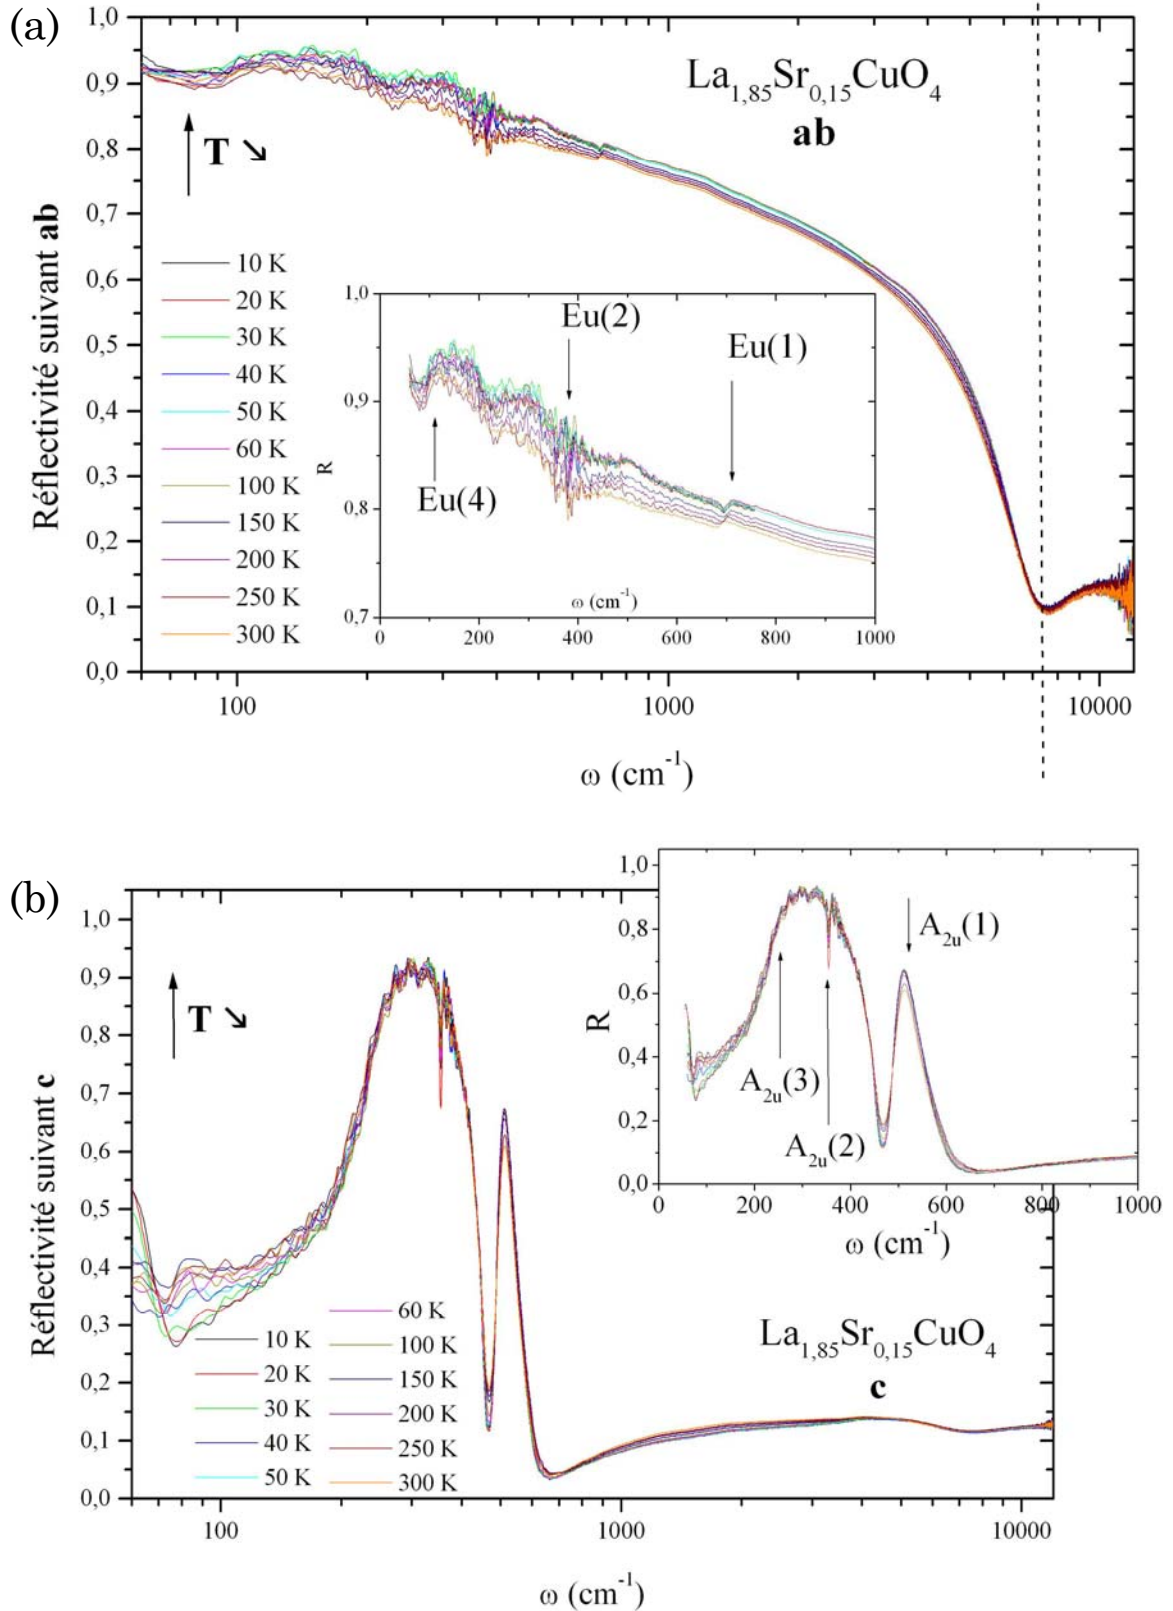 (a)
1,0
0,9
0,8
0,7
0,6
0,5
0,4
0,3
0,2
0,1
0,0
Réflectivité suivant ab
La1,85Sr0,15CuO4
ab
T ↘
10 K
20 K
30 K
40 K
50 K
60 K
100 K
150 K
200 K
250 K
300 K
1,0
0,9
0,8
0,7
R
Eu(2)
Eu(1)
Eu(4)
ω (cm-1)
0 200 400 600 800 1000
100 1000 10000
ω (cm-1)
(b)
1,0
0,9
0,8
0,7
0,6
0,5
0,4
0,3
0,2
0,1
0,0
Réflectivité suivant c
T ↘
10 K
20 K
30 K
40 K
50 K
60 K
100 K
150 K
200 K
250 K
300 K
1,0
0,8
0,6
0,4
0,2
0,0
R
A2u(1)
A2u(3)
A2u(2)
0 200 400 600 800 1000
ω (cm-1)
La1,85Sr0,15CuO4
c
100 1000 10000
ω (cm-1)